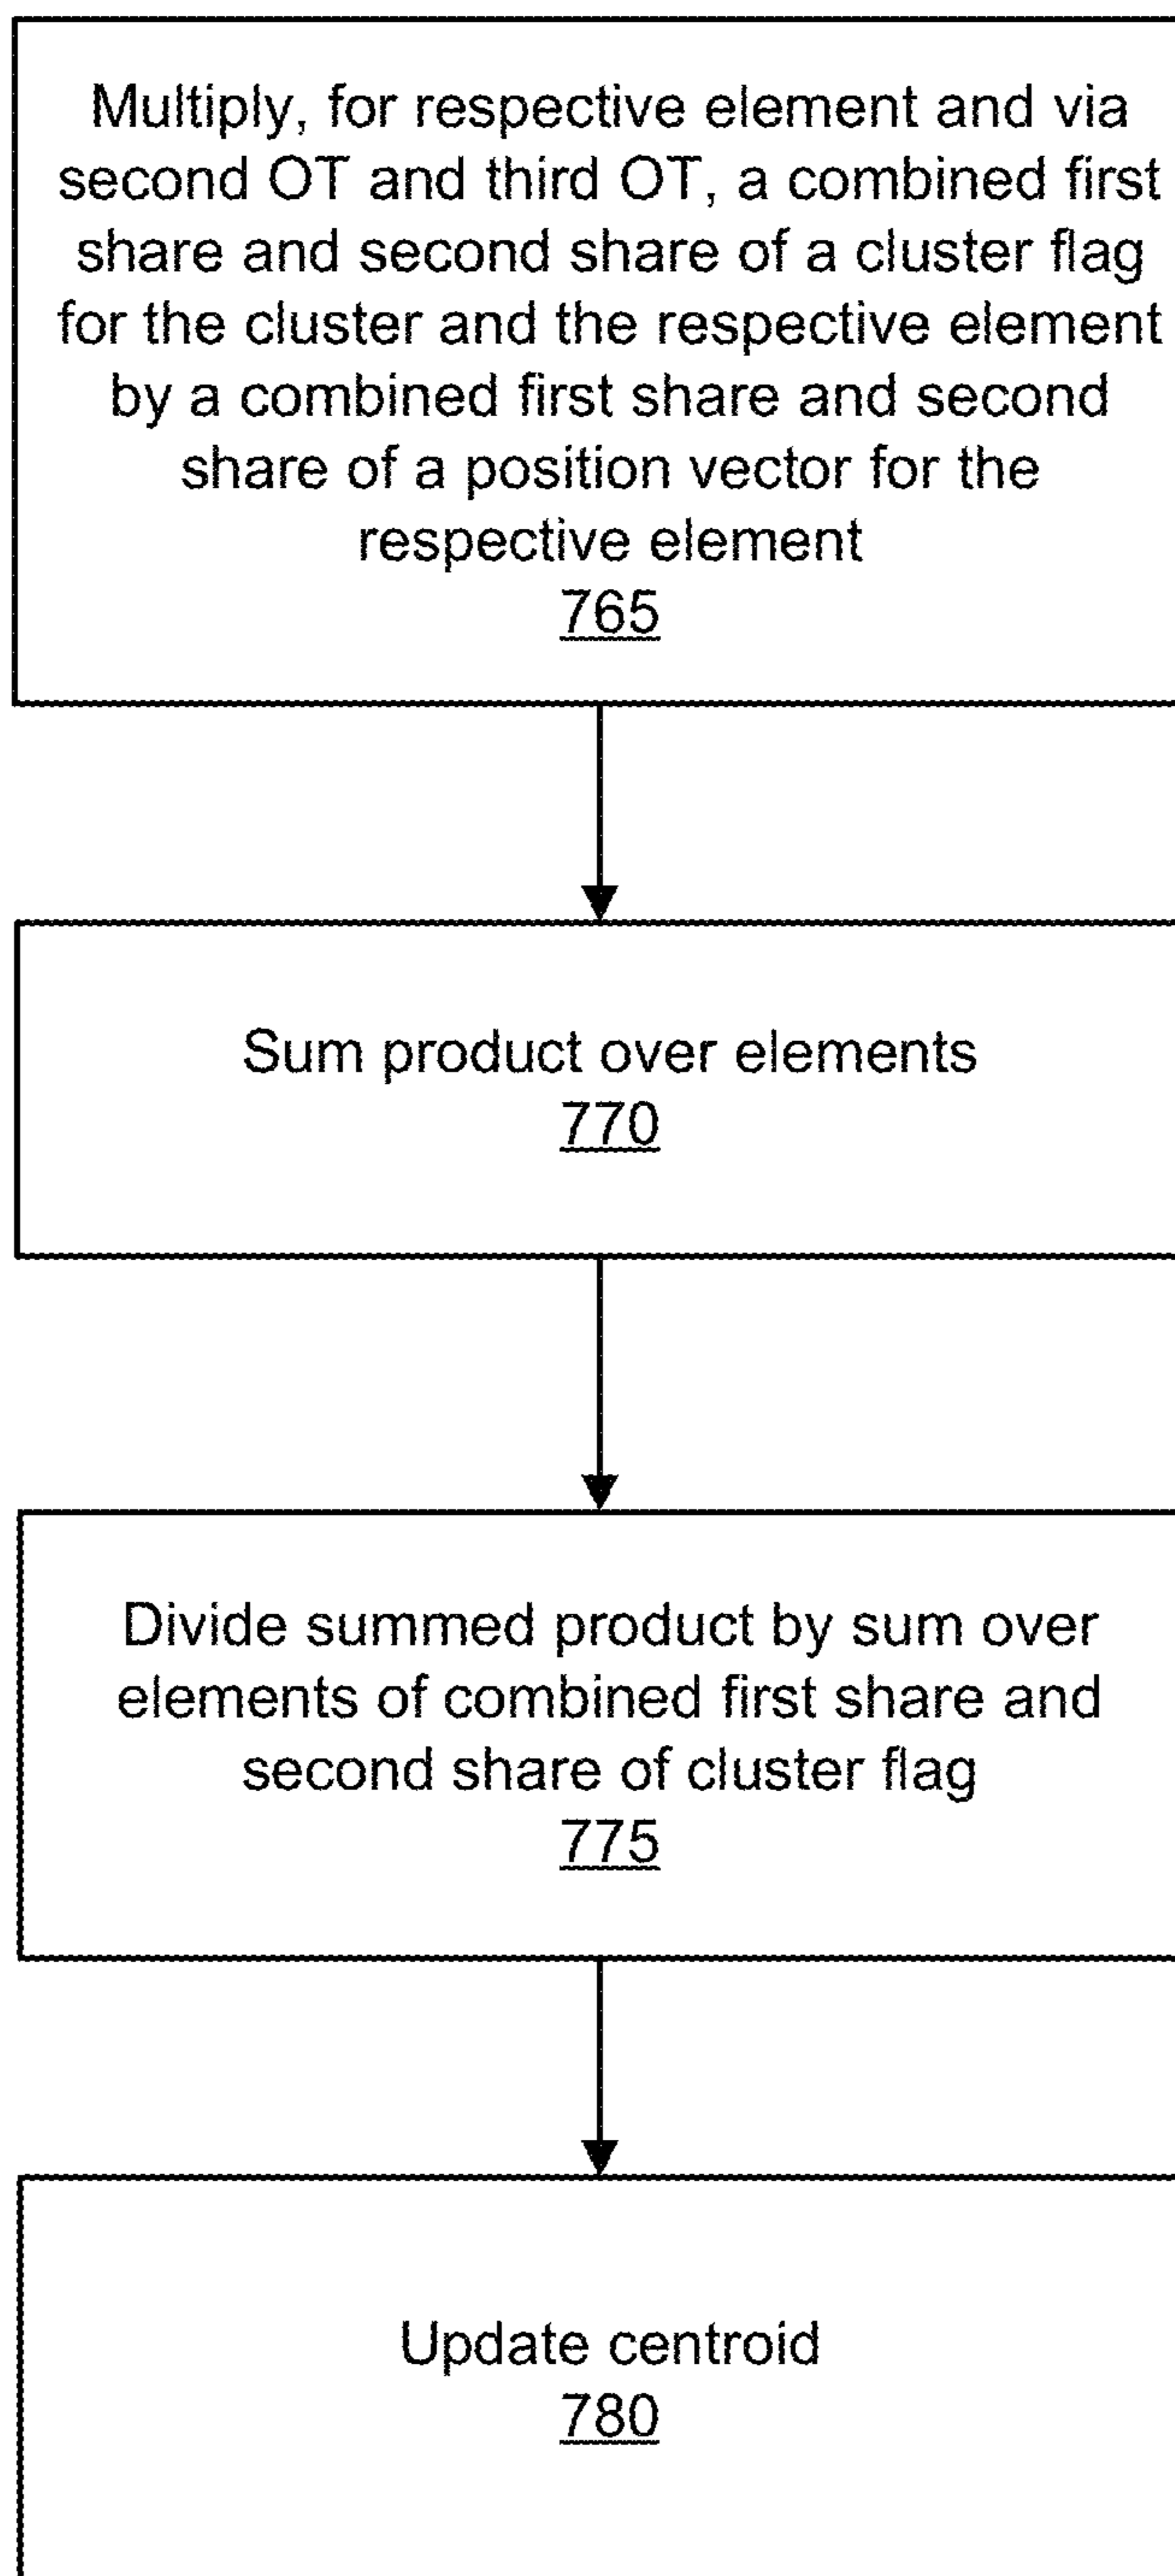 Multiply, for respective element and via
second OT and third OT, a combined first
share and second share of a cluster flag
for the cluster and the respective element
by a combined first share and second
share of a position vector for the
respective element
765
Sum product over elements
770
Divide summed product by sum over
elements of combined first share and
second share of cluster flag
775
Update centroid
780